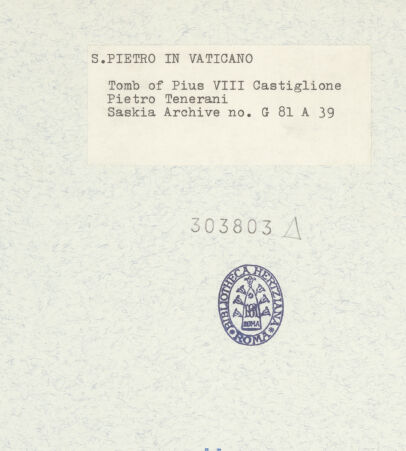 S.PIETRO IN VATICANO
Tomb of Pius VIII Castiglione
Pietro Tenerani
Saskia Archive no. G 81 A 39
303803 △
BIBLIOTHECA HERTZIANA
ROMA
ROMA